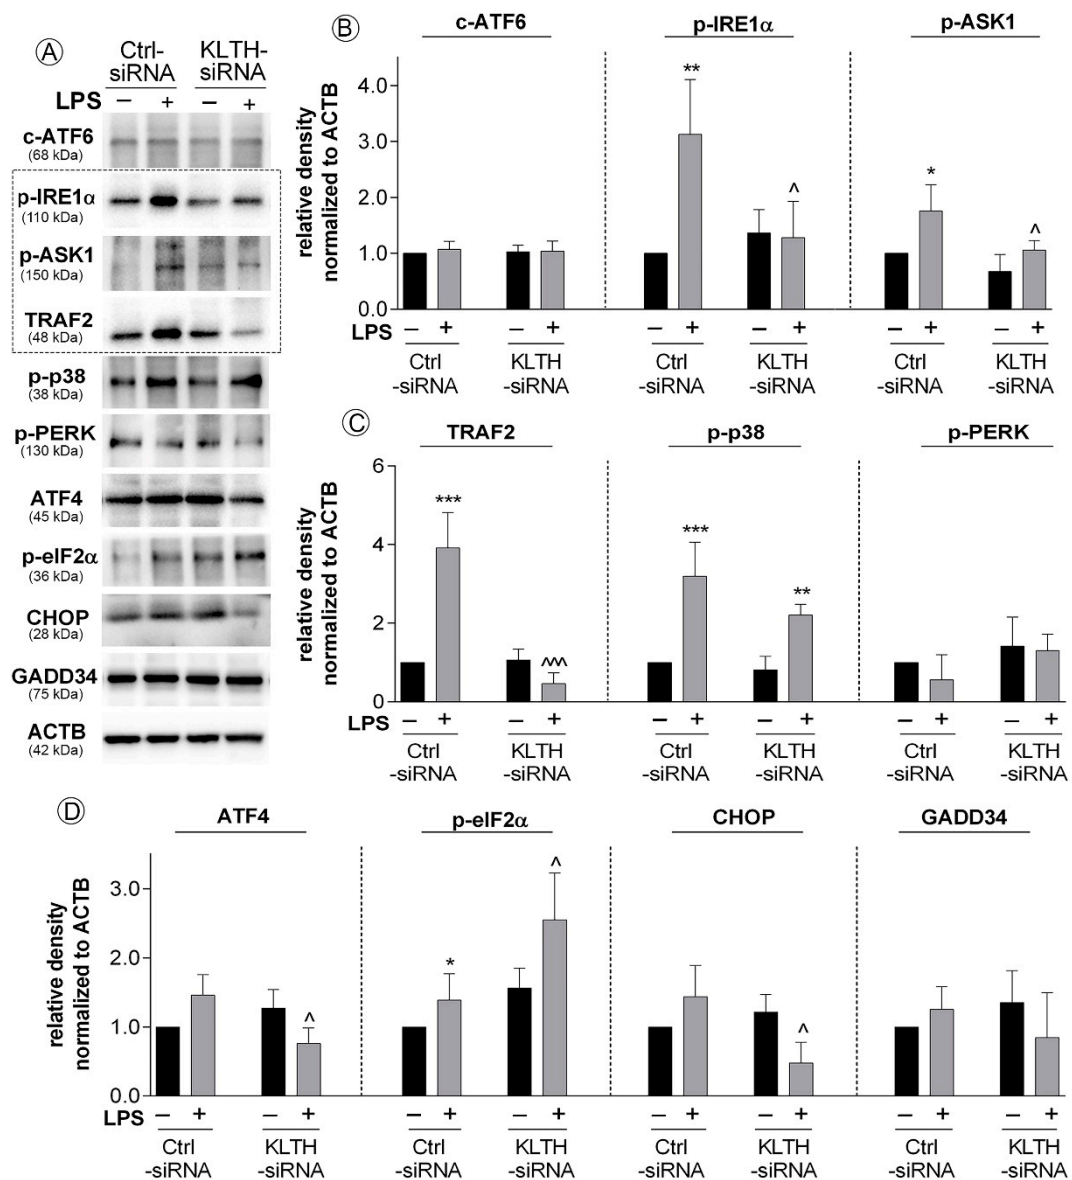 A
Ctrl- KLTH-
siRNA siRNA
LPS – + – +
c-ATF6
(68 kDa)
p-IRE1α
(110 kDa)
p-ASK1
(150 kDa)
TRAF2
(48 kDa)
p-p38
(38 kDa)
p-PERK
(130 kDa)
ATF4
(45 kDa)
p-eIF2α
(36 kDa)
CHOP
(28 kDa)
GADD34
(75 kDa)
ACTB
(42 kDa)
B
c-ATF6 p-IRE1α p-ASK1
relative density
normalized to ACTB
4.0
3.0
2.0
1.0
0.0
** ^ * ^
LPS – + – + – + – + – + – +
Ctrl KLTH Ctrl KLTH Ctrl KLTH
-siRNA -siRNA -siRNA -siRNA -siRNA -siRNA
C
TRAF2 p-p38 p-PERK
relative density
normalized to ACTB
6
4
2
0
*** ^^^ *** **
LPS – + – + – + – + – + – +
Ctrl KLTH Ctrl KLTH Ctrl KLTH
-siRNA -siRNA -siRNA -siRNA -siRNA -siRNA
D
ATF4 p-eIF2α CHOP GADD34
relative density
normalized to ACTB
3.0
2.0
1.0
0.0
^ * ^ ^
LPS – + – + – + – + – + – + – + – +
Ctrl KLTH Ctrl KLTH Ctrl KLTH Ctrl KLTH
-siRNA -siRNA -siRNA -siRNA -siRNA -siRNA -siRNA -siRNA